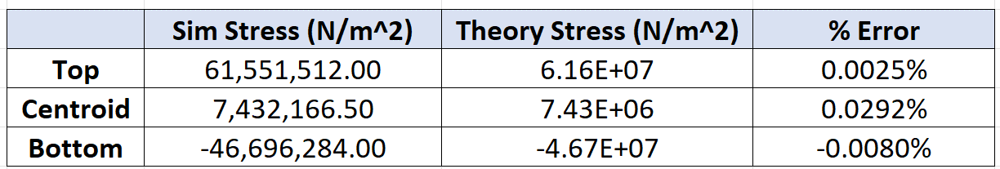 Sim Stress (N/m^2) Theory Stress (N/m^2) % Error
Top 61,551,512.00 6.16E+07 0.0025%
Centroid 7,432,166.50 7.43E+06 0.0292%
Bottom -46,696,284.00 -4.67E+07 -0.0080%